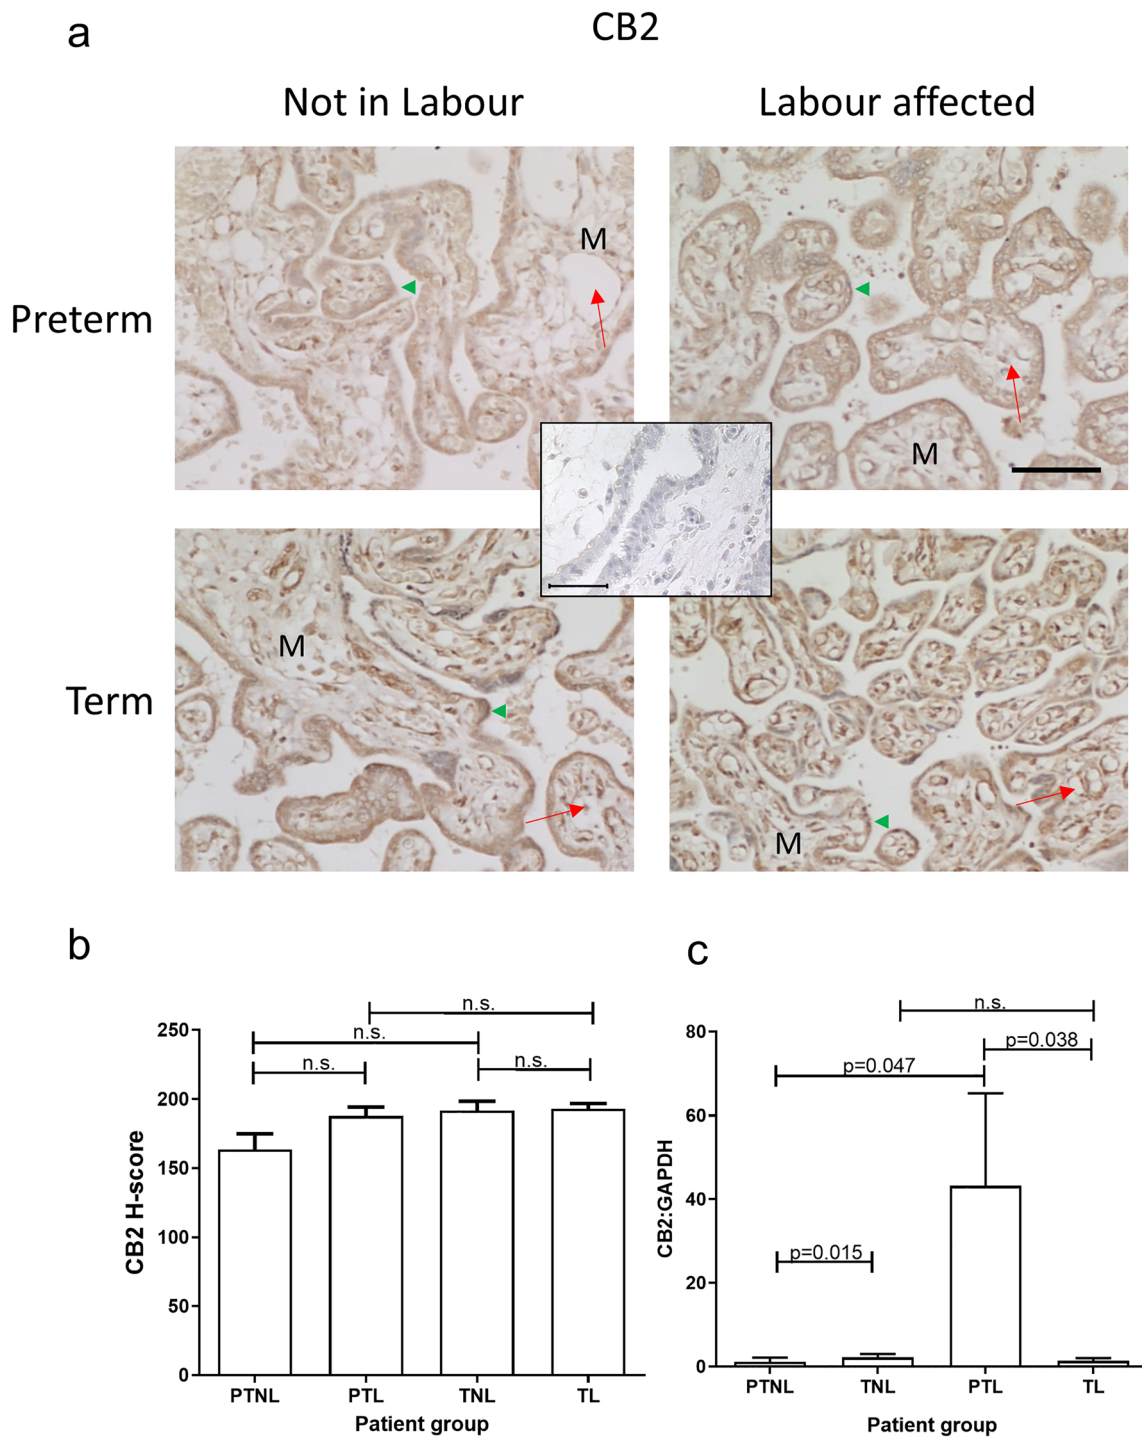 a
CB2
Not in Labour
Labour affected
Preterm
M
M
Term
M
M
b
n.s.
n.s.
n.s.
n.s.
250
200
150
100
50
0
CB2 H-score
PTNL
PTL
TNL
TL
Patient group
c
n.s.
p=0.038
p=0.047
p=0.015
80
60
40
20
0
CB2:GAPDH
PTNL
TNL
PTL
TL
Patient group